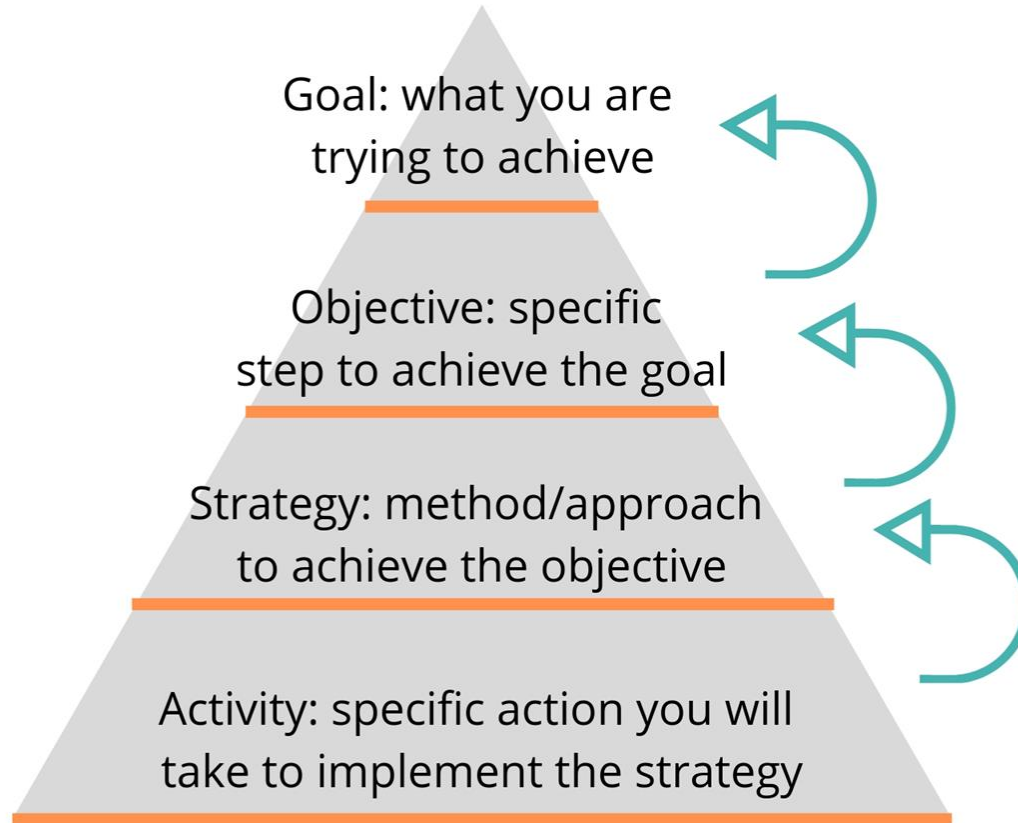 Goal: what you are
trying to achieve
Objective: specific
step to achieve the goal
Strategy: method/approach
to achieve the objective
Activity: specific action you will
take to implement the strategy